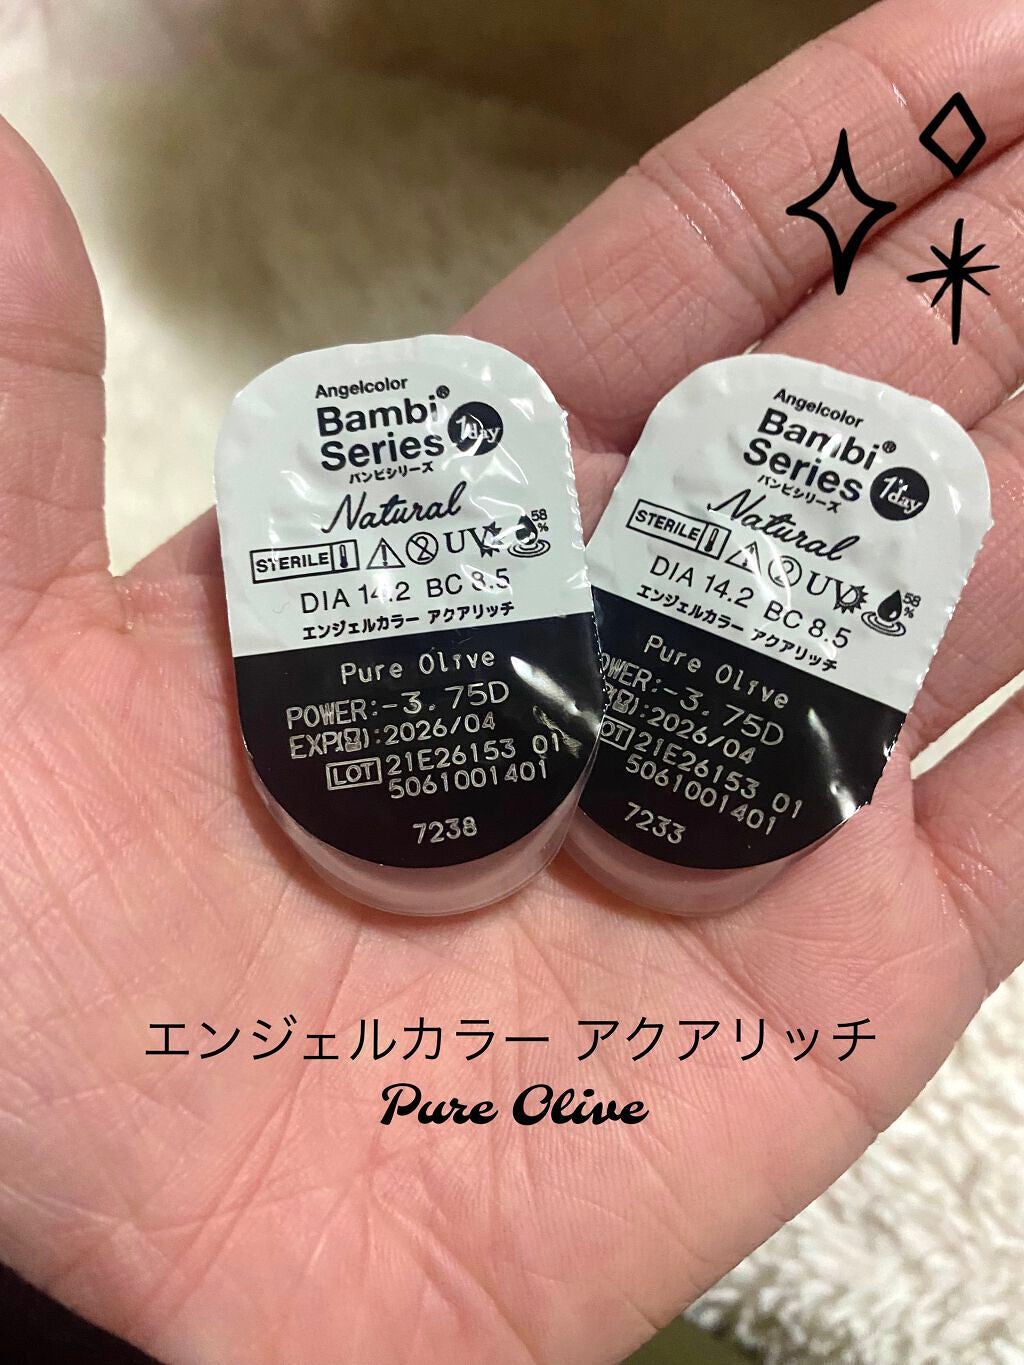 Angelcolor
Bambi®
Series 1day
バンビシリーズ
Natural
STERILE UV 58%
DIA 14.2 BC 8.5
エンジェルカラー アクアリッチ
Pure Olive
POWER:-3.75D
EXP(	):2026/04
LOT 21E26153 01
5061001401
7238
Angelcolor
Bambi®
Series 1day
バンビシリーズ
Natural
STERILE 2 UV 58%
DIA 14.2 BC 8.5
エンジェルカラー アクアリッチ
Pure Olive
OWER:-3.75D
:2026/04
OT 21E26153 01
5061001401
7233
エンジェルカラー アクアリッチ
Pure Olive